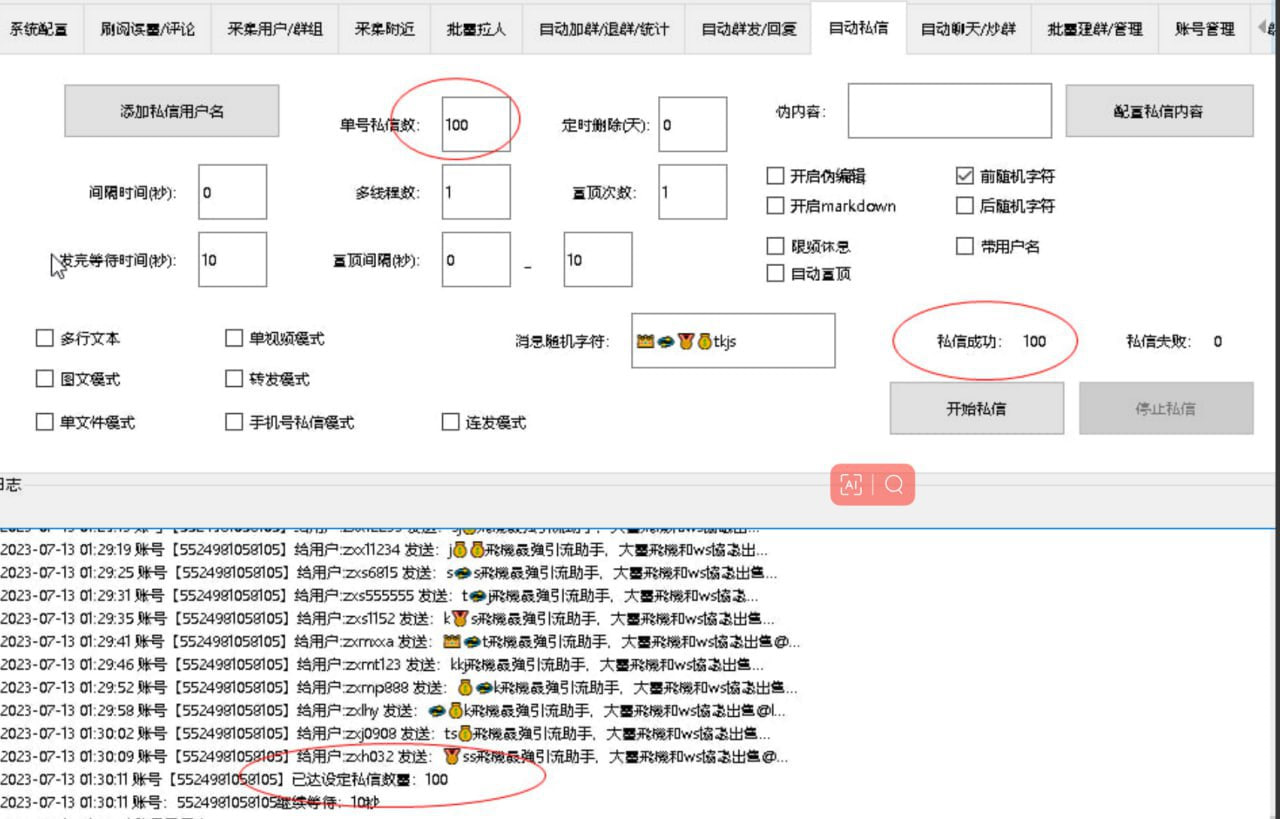 系统配置 刷阅读量/评论 采集用户/群组 采集附近 批量拉人 自动加群/退群/统计 自动群发/回复 自动私信 自动聊天/炒群 批量建群/管理 账号管理
添加私信用户名 单号私信数: 100 定时删除(天): 0 伪内容: 配置私信内容
间隔时间(秒): 0 多线程数: 1 置顶次数: 1 开启伪编辑 前随机字符
开启markdown 后随机字符
发完等待时间(秒): 10 置顶间隔(秒): 0 - 10 限频休息 带用户名
自动置顶
多行文本 单视频模式 消息随机字符: 👑🐟🏅💰tkjs 私信成功: 100 私信失败: 0
图文模式 转发模式
开始私信 停止私信
单文件模式 手机号私信模式 连发模式
日志
AI
2023-07-13 01:29:19 账号【5524981058105】给用户:zxx11234 发送: j💰💰飛機最強引流助手,大量飛機和ws協議出...
2023-07-13 01:29:25 账号【5524981058105】给用户:zxs6815 发送: s🐟s飛機最強引流助手,大量飛機和ws協議出售...
2023-07-13 01:29:31 账号【5524981058105】给用户:zxs555555 发送: t🐟j飛機最強引流助手,大量飛機和ws協議...
2023-07-13 01:29:35 账号【5524981058105】给用户:zxs1152 发送: k🏅s飛機最強引流助手,大量飛機和ws協議出售...
2023-07-13 01:29:41 账号【5524981058105】给用户:zxmxxa 发送: 👑🐟t飛機最強引流助手,大量飛機和ws協議出售@...
2023-07-13 01:29:46 账号【5524981058105】给用户:zxmt123 发送: kkj飛機最強引流助手,大量飛機和ws協議出售...
2023-07-13 01:29:52 账号【5524981058105】给用户:zxmp888 发送: 💰🐟k飛機最強引流助手,大量飛機和ws協議出售...
2023-07-13 01:29:58 账号【5524981058105】给用户:zxlhy 发送: 🐟💰k飛機最強引流助手,大量飛機和ws協議出售@l...
2023-07-13 01:30:02 账号【5524981058105】给用户:zxj0908 发送: ts💰飛機最強引流助手,大量飛機和ws協議出售...
2023-07-13 01:30:09 账号【5524981058105】给用户:zxh032 发送: 🏅ss飛機最強引流助手,大量飛機和ws協議出售@...
2023-07-13 01:30:11 账号【5524981058105】已达设定私信数量: 100
2023-07-13 01:30:11 账号: 5524981058105继续等待: 10秒